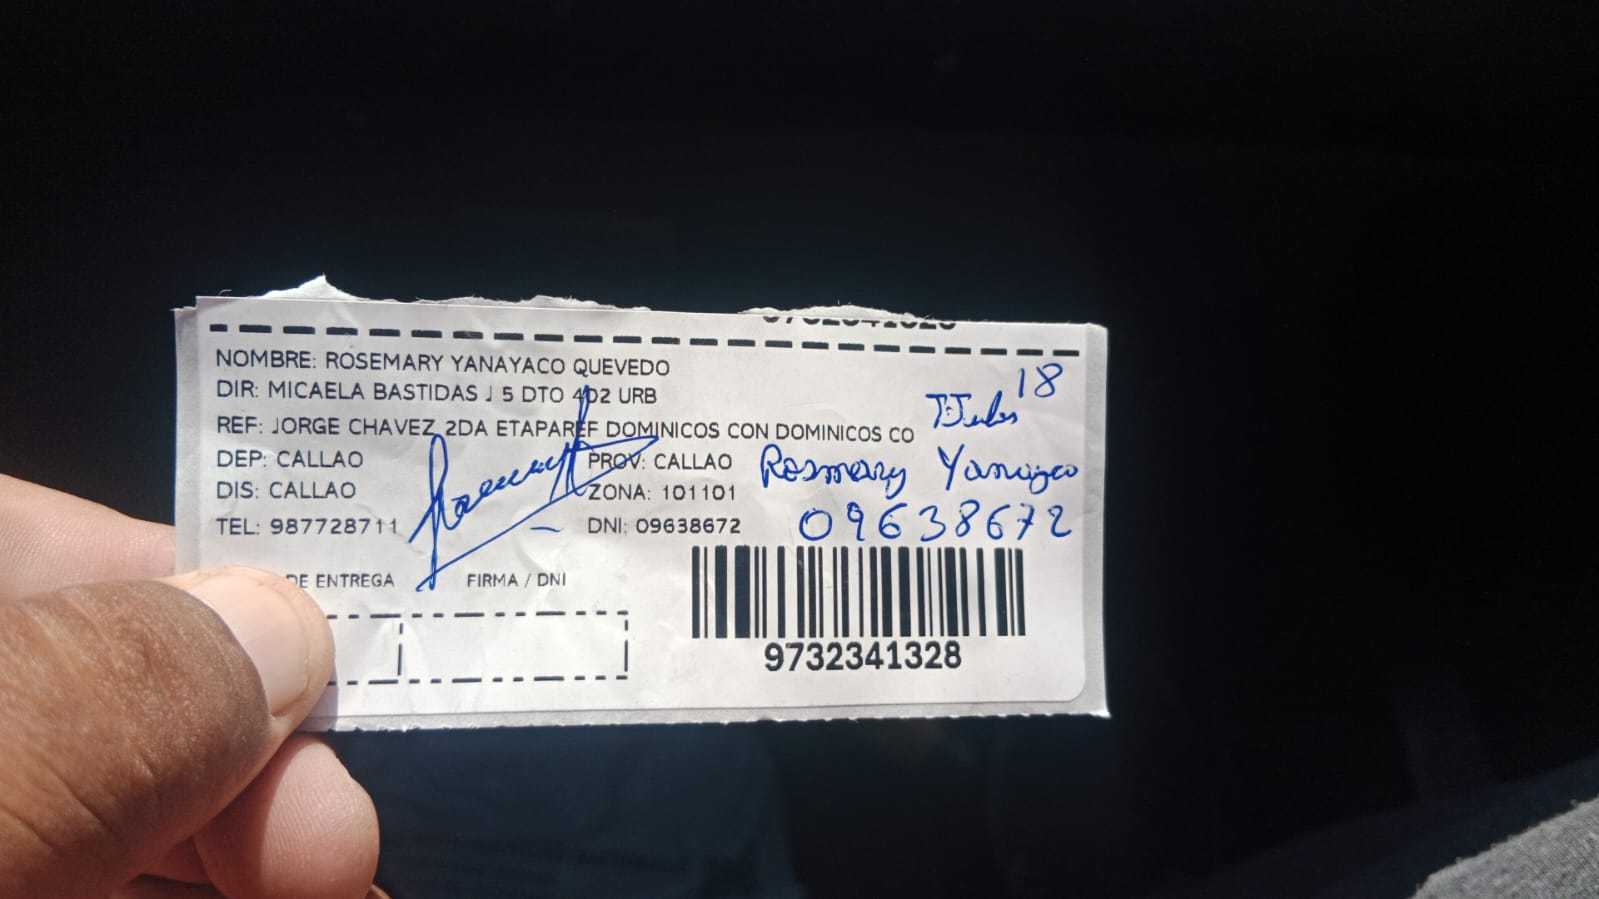 NOMBRE: ROSEMARY YANAYACO QUEVEDO
DIR: MICAELA BASTIDAS J 5 DTO 402 URB
18
REF: JORGE CHAVEZ 2DA ETAPAREF DOMINICOS CON DOMINICOS CO
DEP: CALLAO PROV: CALLAO
Rosmery Yanayaco
DIS: CALLAO ZONA: 101101
TEL: 987728711 DNI: 09638672
09638672
DE ENTREGA FIRMA / DNI
9732341328